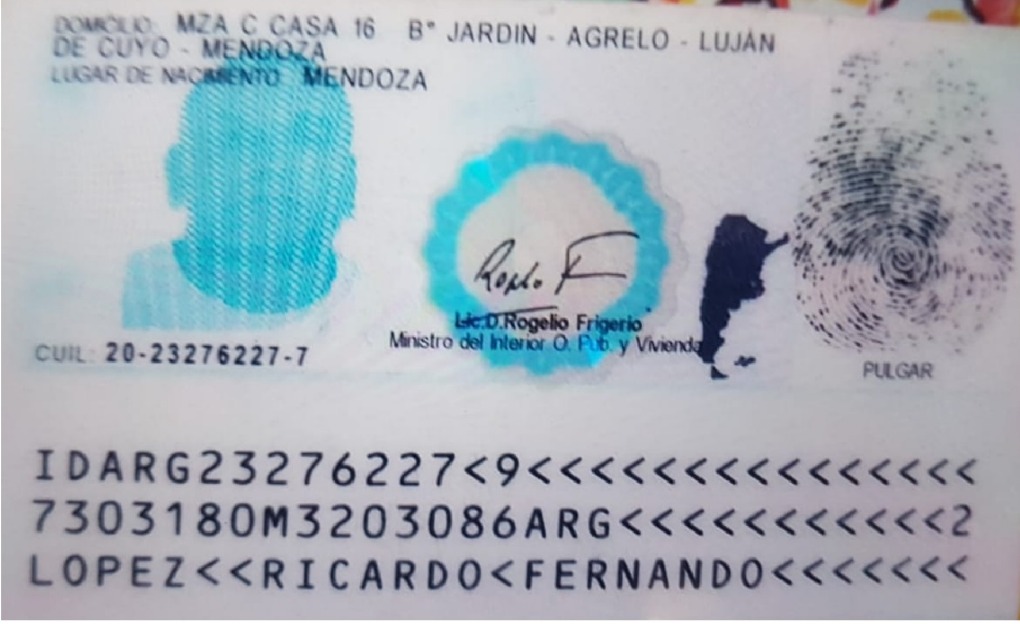 DOMICILIO: MZA C CASA 16 B° JARDIN - AGRELO - LUJÁN
DE CUYO - MENDOZA
LUGAR DE NACIMIENTO: MENDOZA
Lic.D.Rogelio Frigerio
Ministro del Interior O. Pub. y Vivienda
CUIL: 20-23276227-7
PULGAR
IDARG23276227<9<<<<<<<<<<<<<<<
7303180M3203086ARG<<<<<<<<<<<2
LOPEZ<<RICARDO<FERNANDO<<<<<<<